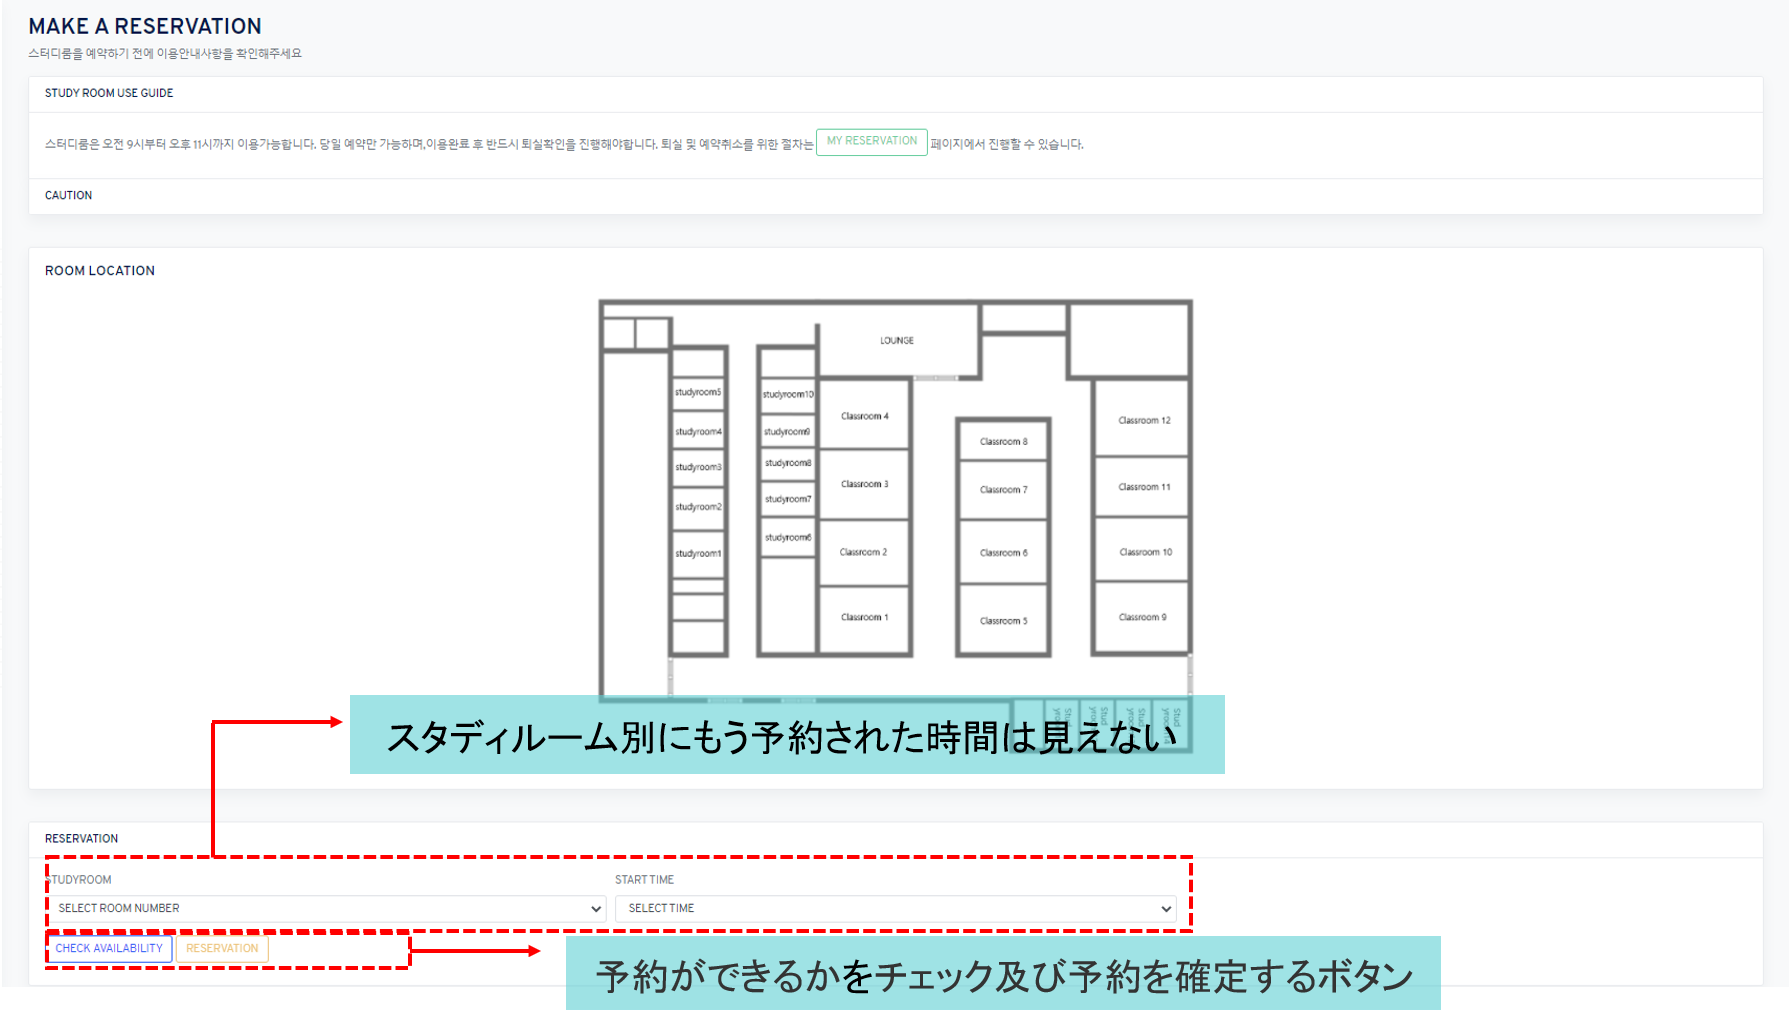 MAKE A RESERVATION
스터디룸을 예약하기 전에 이용안내사항을 확인해주세요
STUDY ROOM USE GUIDE
스터디룸은 오전 9시부터 오후 11시까지 이용가능합니다. 당일 예약만 가능하며,이용완료 후 반드시 퇴실확인을 진행해야합니다. 퇴실 및 예약취소를 위한 절차는 MY RESERVATION 페이지에서 진행할 수 있습니다.
CAUTION
ROOM LOCATION
LOUNGE
studyroom5
studyroom4
studyroom3
studyroom2
studyroom1
studyroom10
studyroom9
studyroom8
studyroom7
studyroom6
Classroom 4
Classroom 3
Classroom 2
Classroom 1
Classroom 8
Classroom 7
Classroom 6
Classroom 5
Classroom 12
Classroom 11
Classroom 10
Classroom 9
スタディルーム別にもう予約された時間は見えない
RESERVATION
STUDYROOM
START TIME
SELECT ROOM NUMBER
SELECT TIME
CHECK AVAILABILITY
RESERVATION
予約ができるかをチェック及び予約を確定するボタン